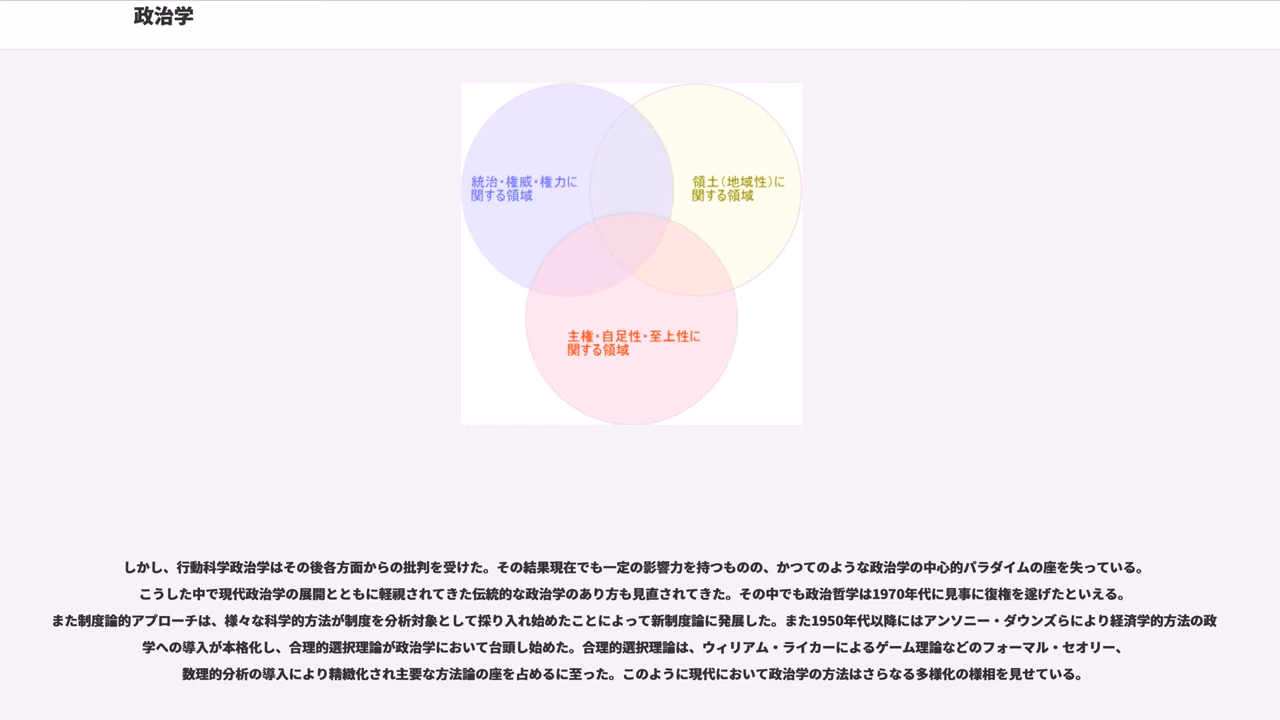 政治学
統治・権威・権力に
関する領域
領土（地域性）に
関する領域
主権・自足性・至上性に
関する領域
しかし、行動科学政治学はその後各方面からの批判を受けた。その結果現在でも一定の影響力を持つものの、かつてのような政治学の中心的パラダイムの座を失っている。
こうした中で現代政治学の展開とともに軽視されてきた伝統的な政治学のあり方も見直されてきた。その中でも政治哲学は1970年代に見事に復権を遂げたといえる。
また制度論的アプローチは、様々な科学的方法が制度を分析対象として採り入れ始めたことによって新制度論に発展した。また1950年代以降にはアンソニー・ダウンズらにより経済学的方法の政
学への導入が本格化し、合理的選択理論が政治学において台頭し始めた。合理的選択理論は、ウィリアム・ライカーによるゲーム理論などのフォーマル・セオリー、
数理的分析の導入により精緻化され主要な方法論の座を占めるに至った。このように現代において政治学の方法はさらなる多様化の様相を見せている。